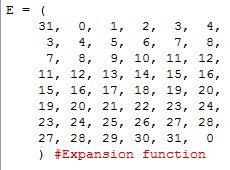 E = (
31, 0, 1, 2, 3, 4,
3, 4, 5, 6, 7, 8,
7, 8, 9, 10, 11, 12,
11, 12, 13, 14, 15, 16,
15, 16, 17, 18, 19, 20,
19, 20, 21, 22, 23, 24,
23, 24, 25, 26, 27, 28,
27, 28, 29, 30, 31, 0
) #Expansion function